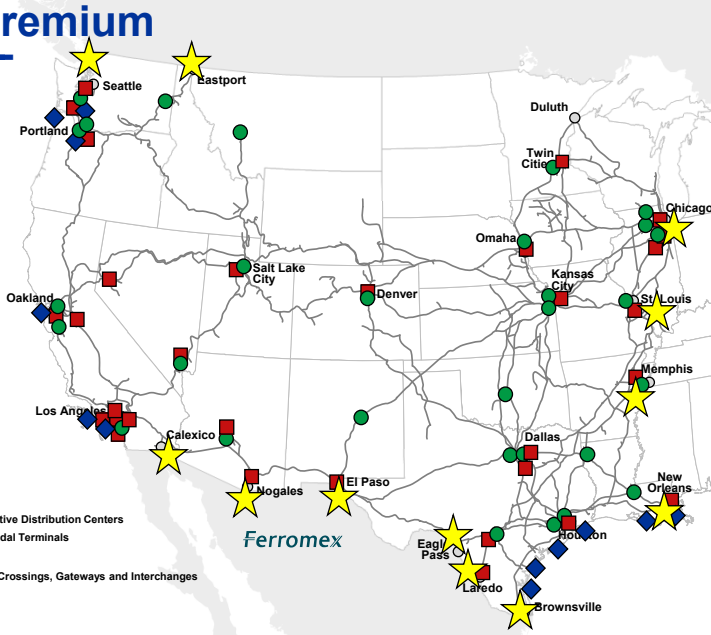 remium
Seattle
Eastport
Portland
Duluth
Twin
Cities
Chicago
Omaha
Salt Lake
City
Denver
Kansas
City
Oakland
St. Louis
Memphis
Los Angeles
Calexico
Dallas
Nogales
El Paso
New
Orleans
tive Distribution Centers
dal Terminals
Ferromex
Eagl
Pass
Houston
Crossings, Gateways and Interchanges
Laredo
Brownsville